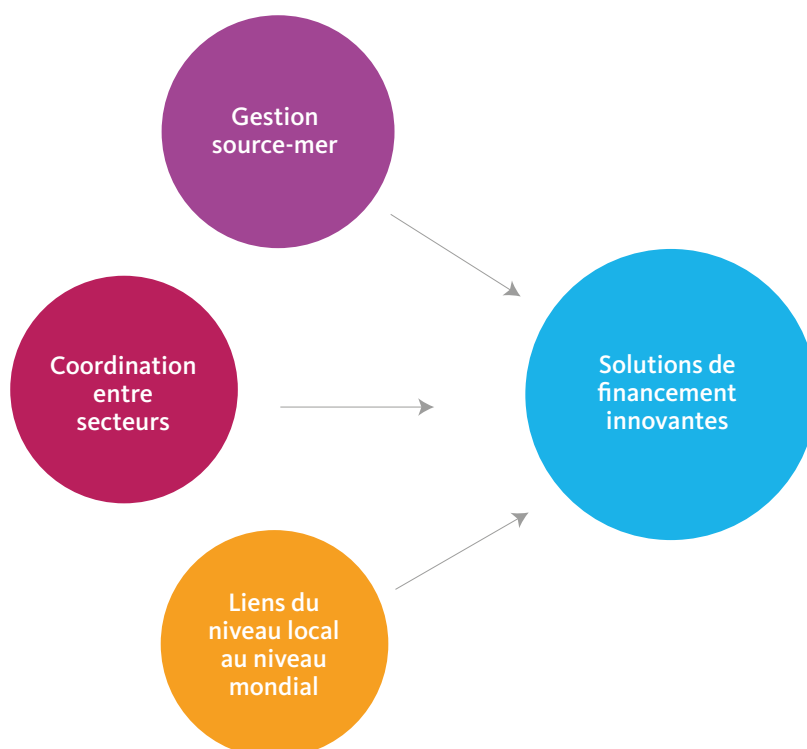 Gestion
source-mer
Coordination
entre
secteurs
Solutions de
financement
innovantes
Liens du
niveau local
au niveau
mondial